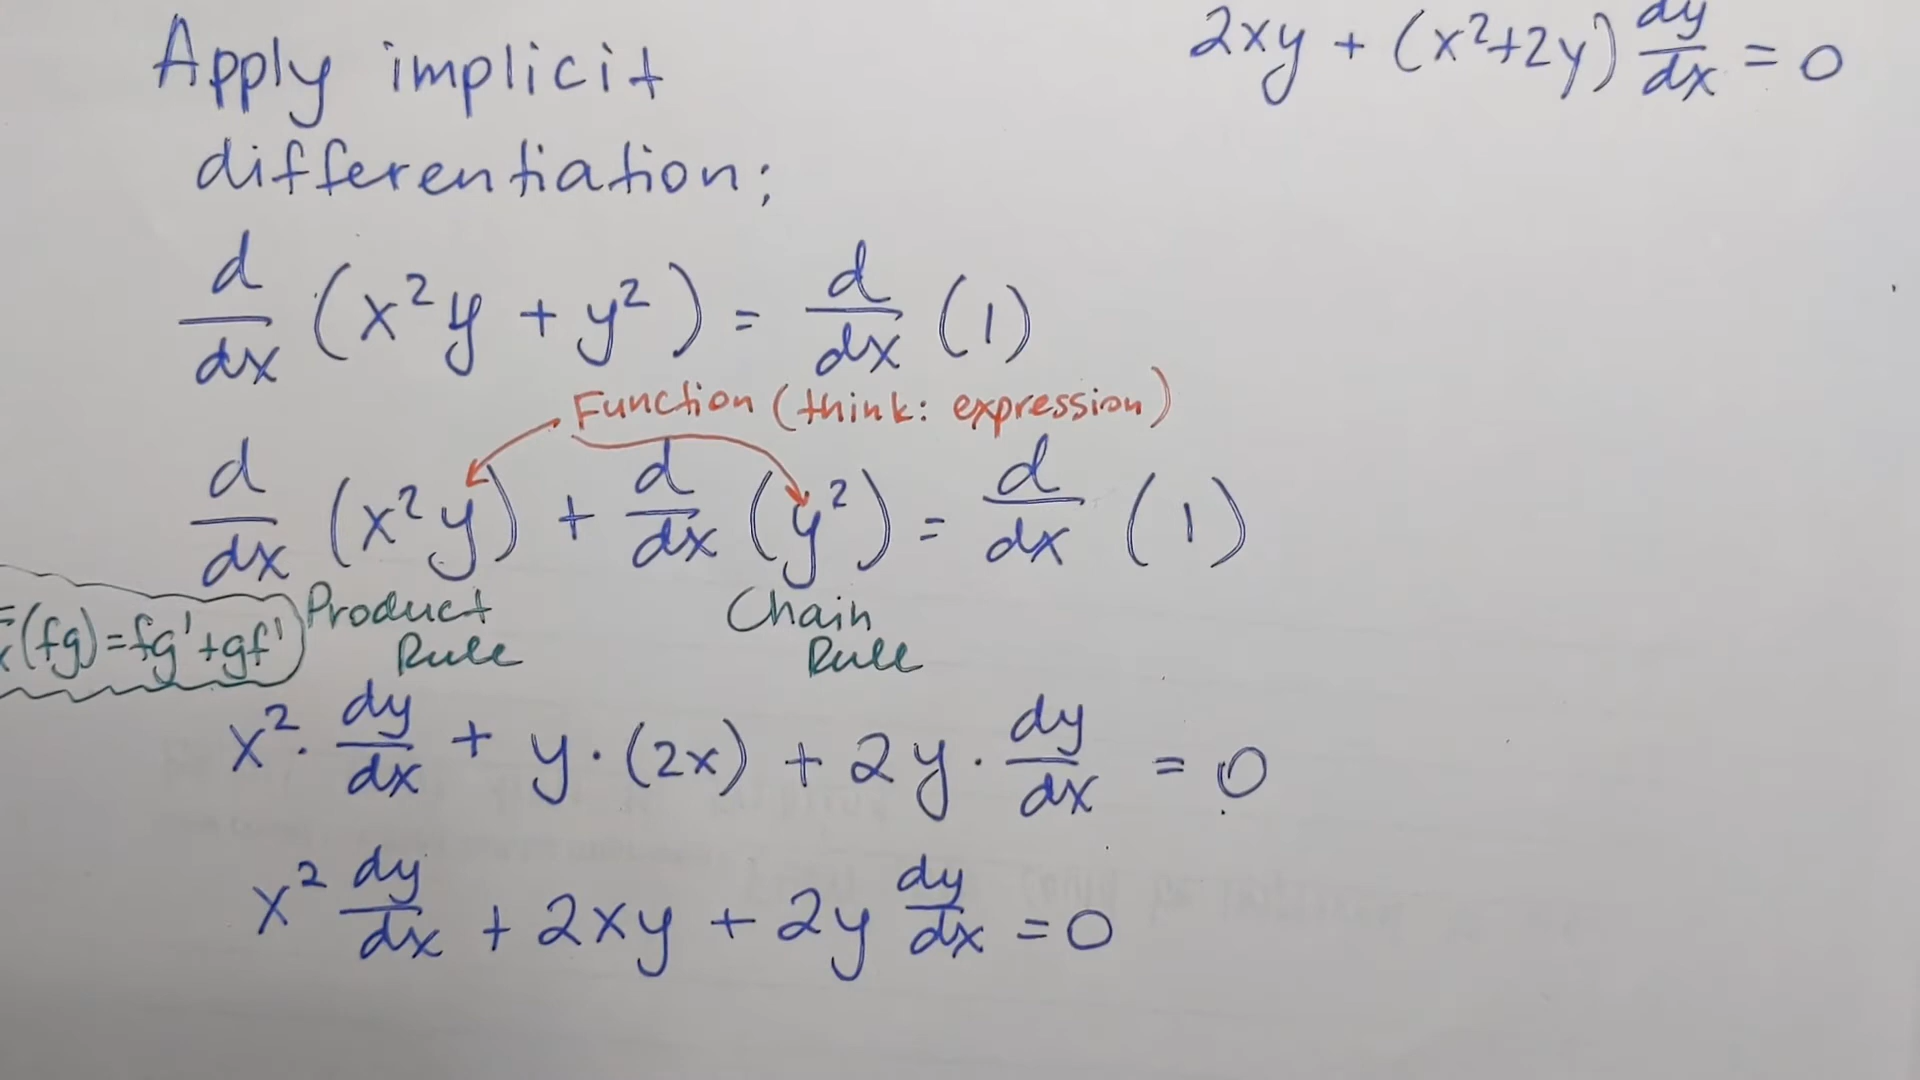 Apply implicit
differentiation;
d/dx (x²y + y²) = d/dx (1)
Function (think: expression)
d/dx (x²y) + d/dx (y²) = d/dx (1)
Product Rule
Chain Rule
(fg) = fg' + gf'
x² · dy/dx + y · (2x) + 2y · dy/dx = 0
x² dy/dx + 2xy + 2y dy/dx = 0
2xy + (x²+2y) dy/dx = 0